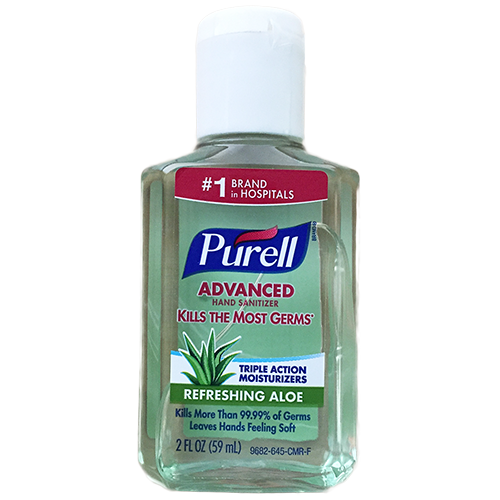 #1 BRAND
in HOSPITALS
Purell
ADVANCED
HAND SANITIZER
KILLS THE MOST GERMS*
TRIPLE ACTION
MOISTURIZERS
REFRESHING ALOE
Kills More Than 99.99% of Germs
Leaves Hands Feeling Soft
2 FL OZ (59 mL)
9682-645-CMR-F